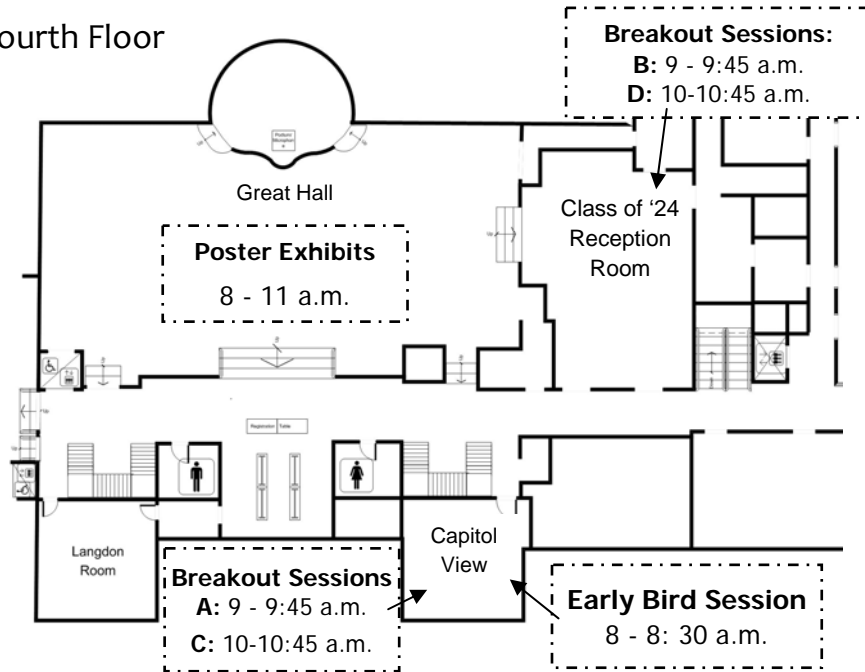 ourth Floor
Breakout Sessions:
B: 9 - 9:45 a.m.
D: 10-10:45 a.m.
Great Hall
Poster Exhibits
8 - 11 a.m.
Class of ‘24
Reception
Room
Registration Table
Langdon
Room
Capitol
View
Breakout Sessions
A: 9 - 9:45 a.m.
C: 10-10:45 a.m.
Early Bird Session
8 - 8: 30 a.m.